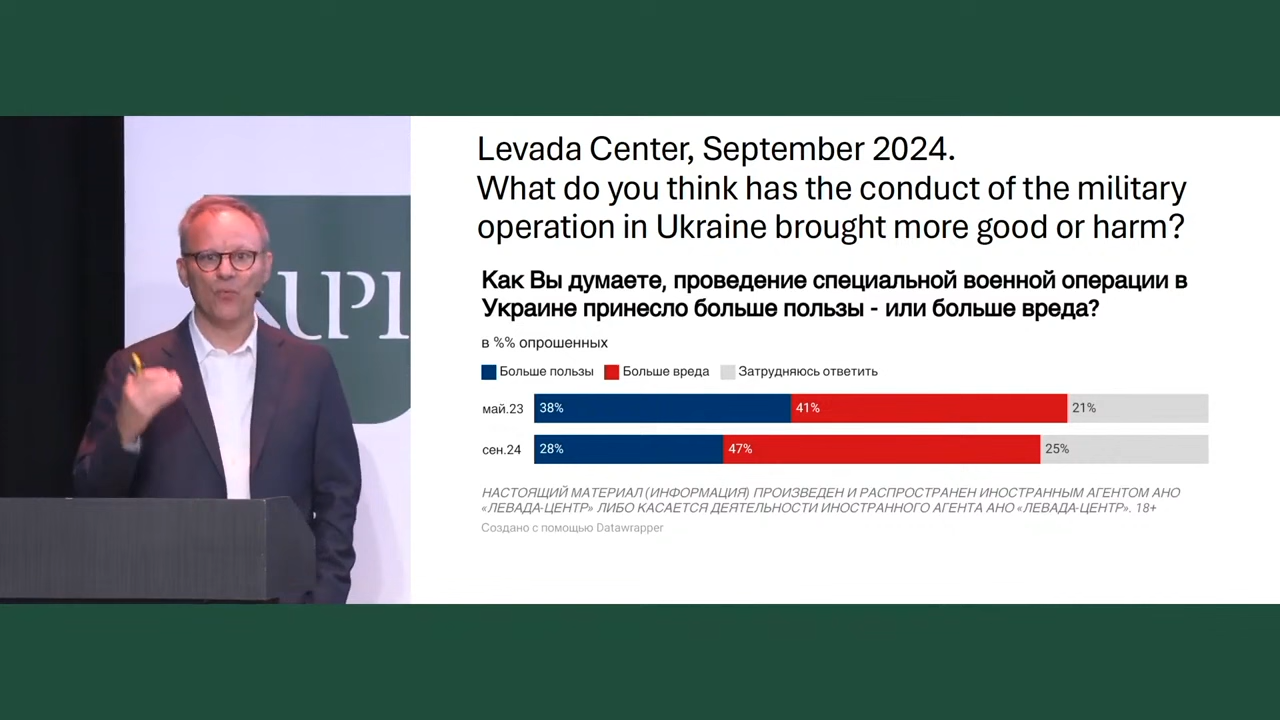 NUPI
Levada Center, September 2024.
What do you think has the conduct of the military
operation in Ukraine brought more good or harm?
Как Вы думаете, проведение специальной военной операции в
Украине принесло больше пользы - или больше вреда?
в %% опрошенных
Больше пользы Больше вреда Затрудняюсь ответить
май.23 38% 41% 21%
сен.24 28% 47% 25%
НАСТОЯЩИЙ МАТЕРИАЛ (ИНФОРМАЦИЯ) ПРОИЗВЕДЕН И РАСПРОСТРАНЕН ИНОСТРАННЫМ АГЕНТОМ АНО
«ЛЕВАДА-ЦЕНТР» ЛИБО КАСАЕТСЯ ДЕЯТЕЛЬНОСТИ ИНОСТРАННОГО АГЕНТА АНО «ЛЕВАДА-ЦЕНТР». 18+
Создано с помощью Datawrapper